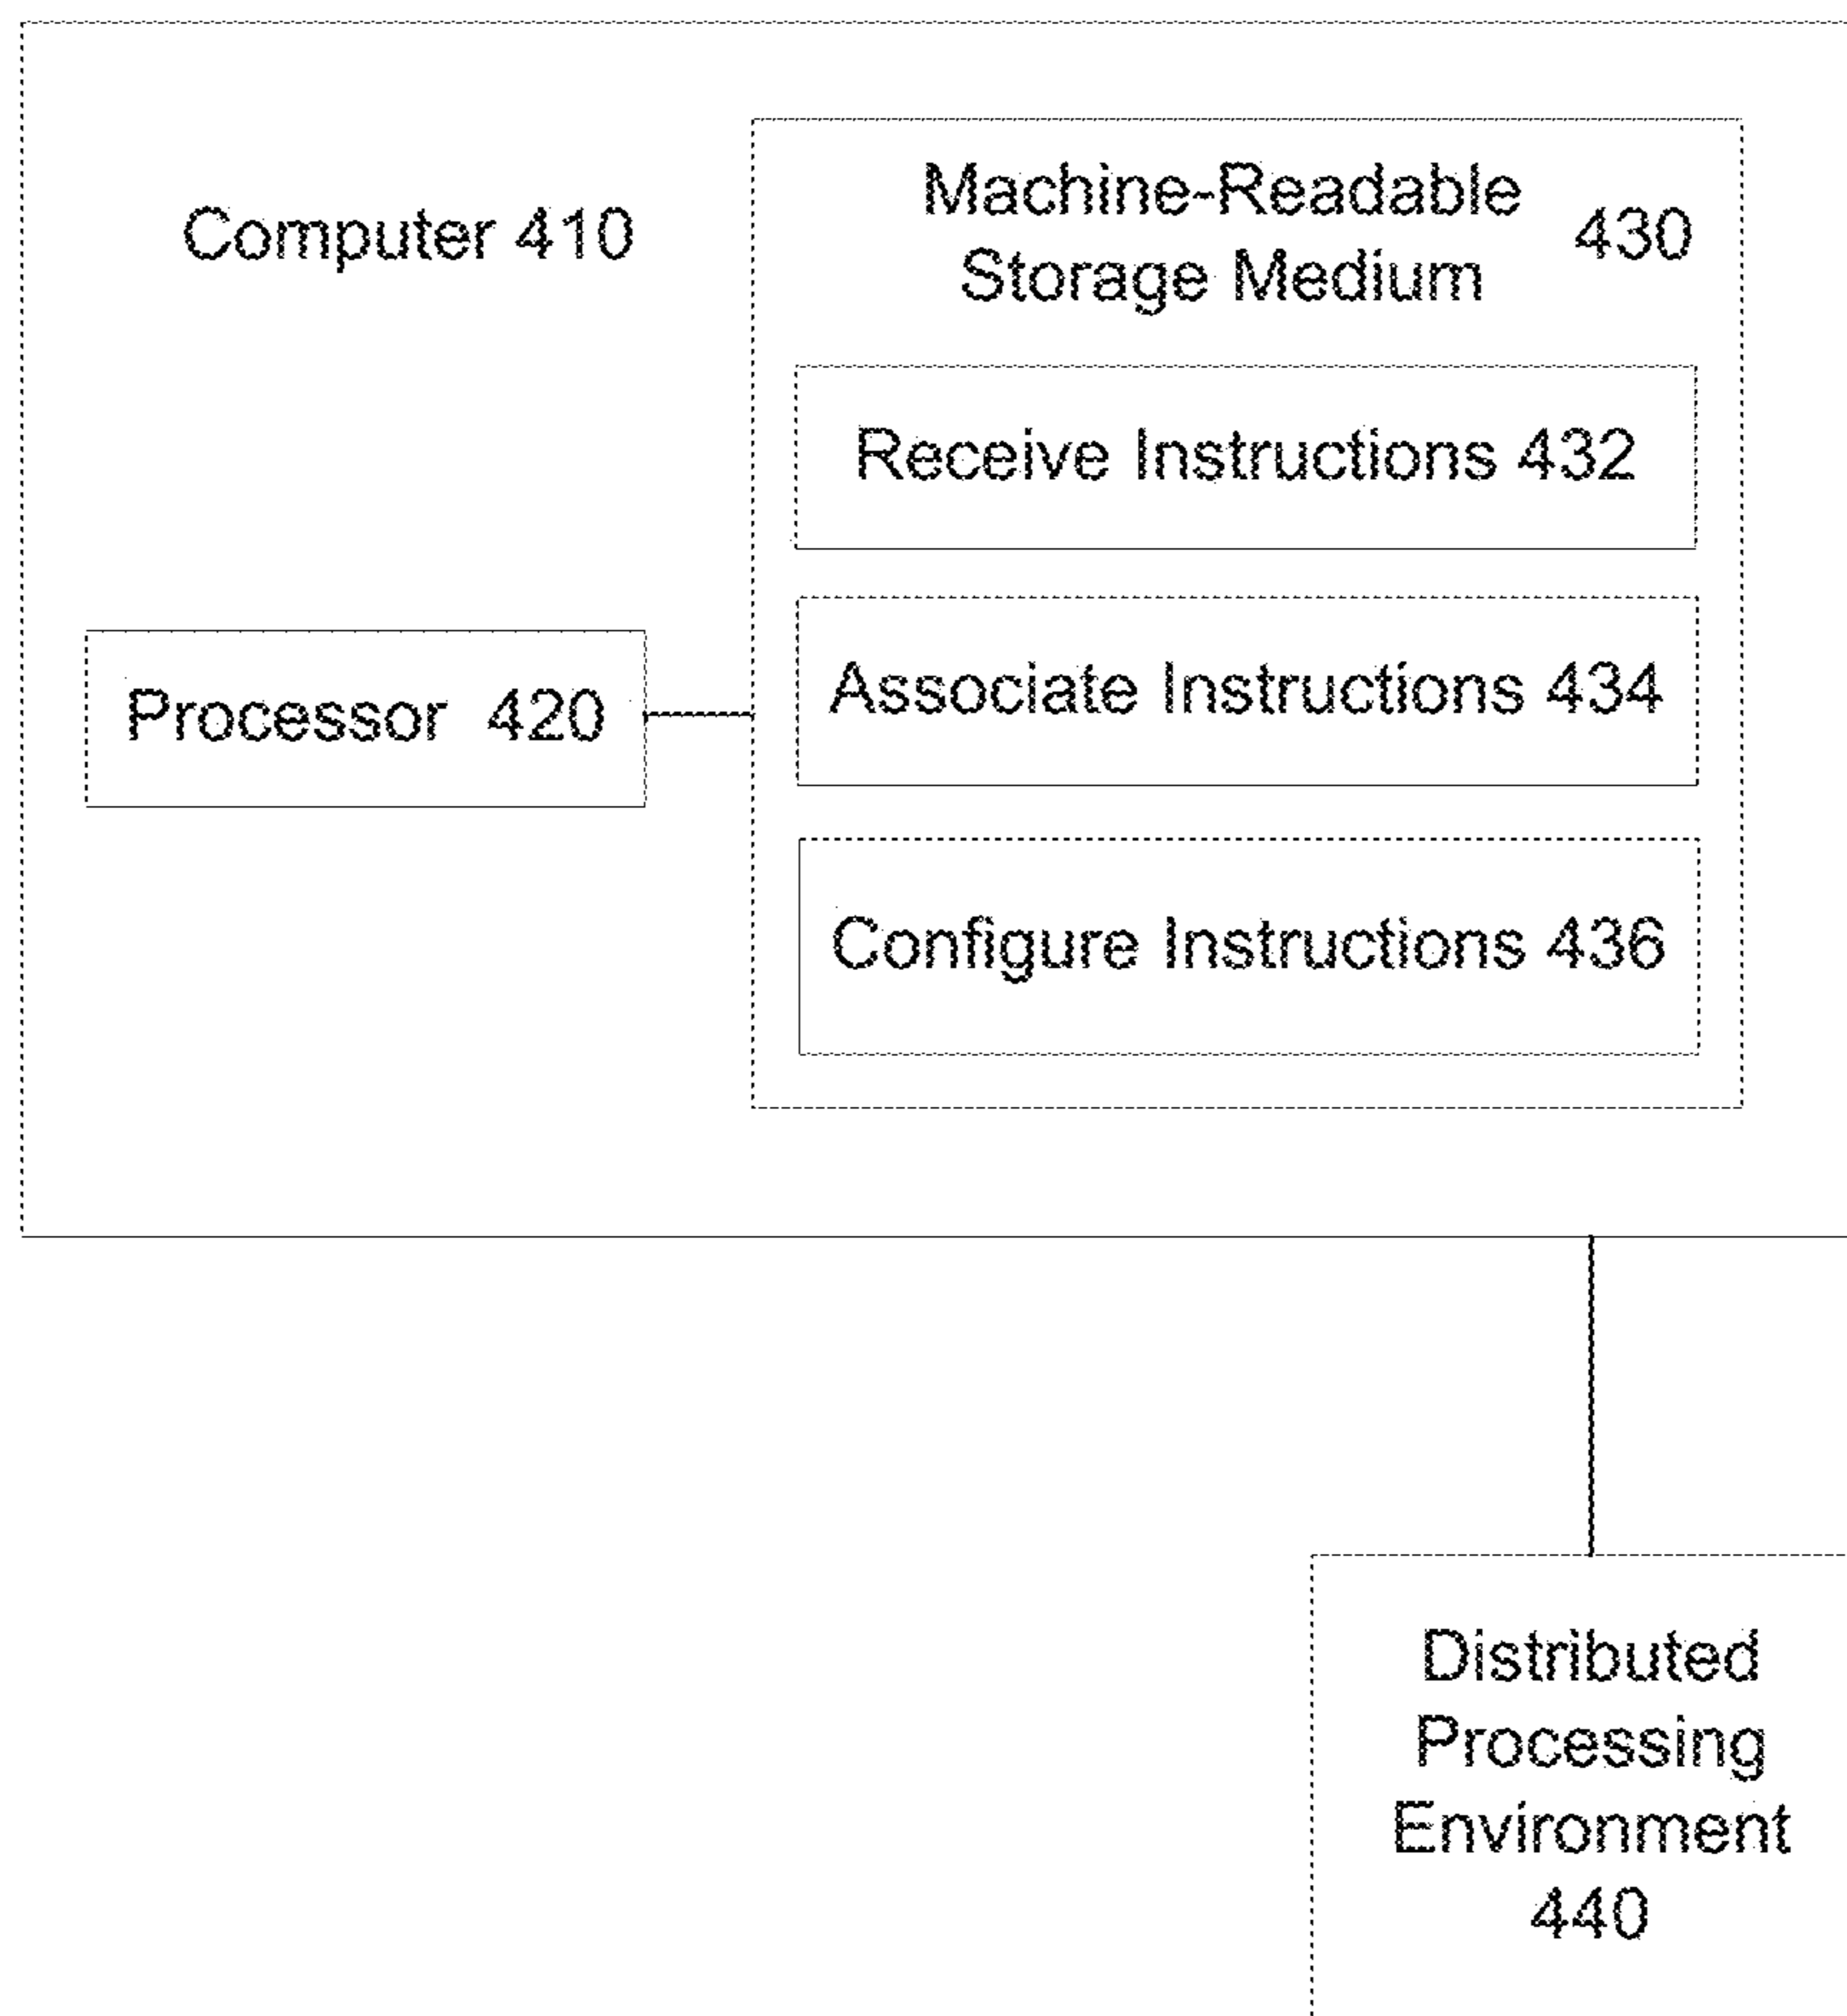 Computer 410
Machine-Readable
Storage Medium
430
Receive Instructions 432
Processor 420
Associate Instructions 434
Configure Instructions 436
Distributed
Processing
Environment
440